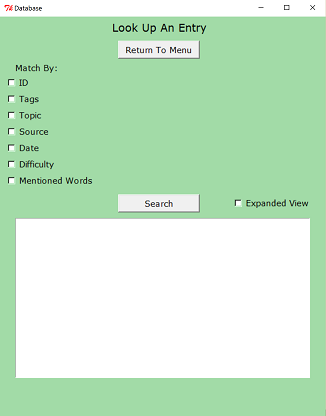 Database
Look Up An Entry
Return To Menu
Match By:
ID
Tags
Topic
Source
Date
Difficulty
Mentioned Words
Search
Expanded View